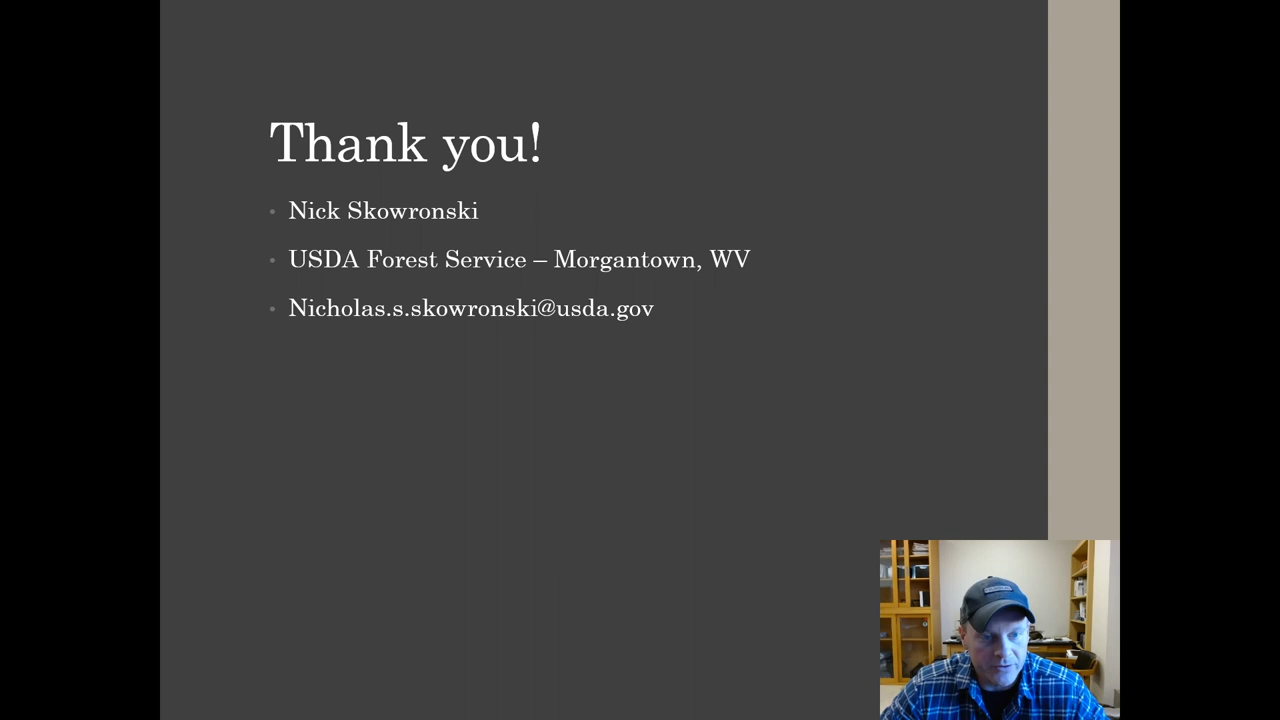 Thank you!
• Nick Skowronski
• USDA Forest Service – Morgantown, WV
• Nicholas.s.skowronski@usda.gov